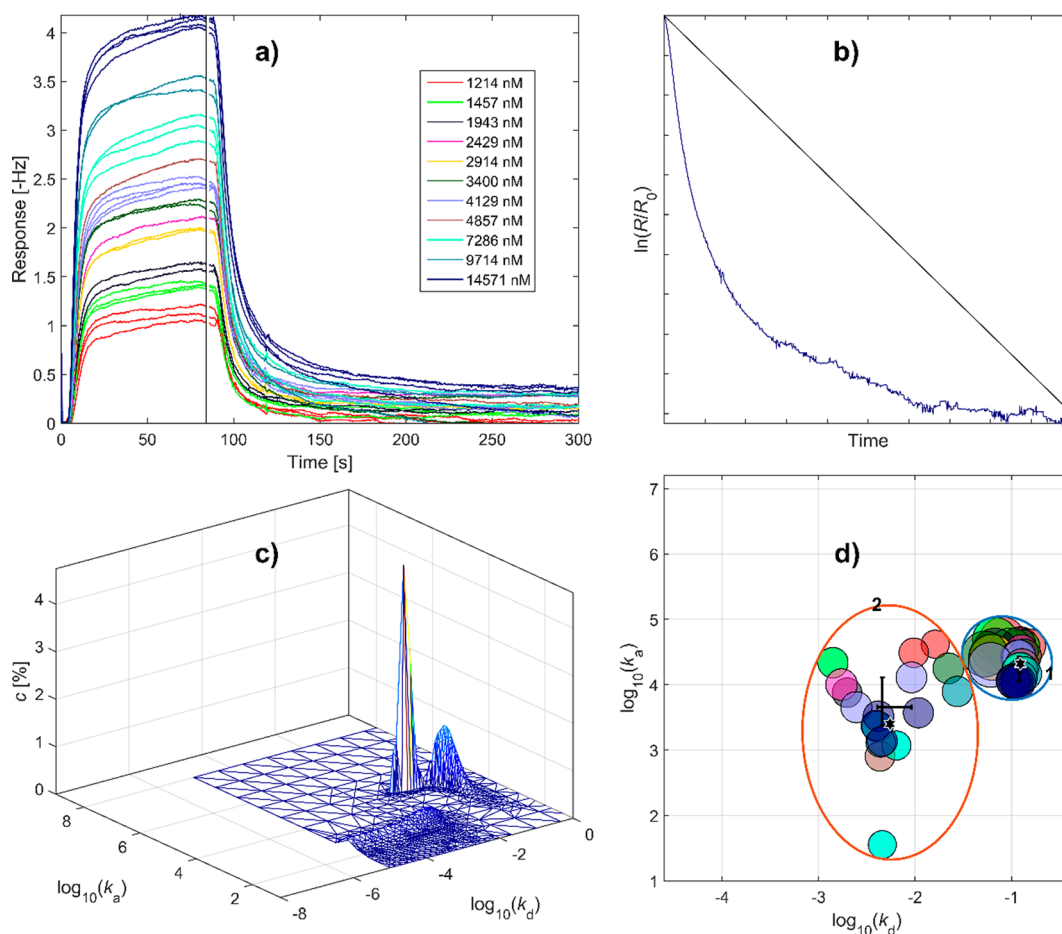 a)
Response [-Hz]
4
3.5
3
2.5
2
1.5
1
0.5
0
1214 nM
1457 nM
1943 nM
2429 nM
2914 nM
3400 nM
4129 nM
4857 nM
7286 nM
9714 nM
14571 nM
0 50 100 150 200 250 300
Time [s]
b)
ln(R/R0)
Time
c)
c [%]
4
3
2
1
0
8
6
4
2
log10(ka)
-8
-6
-4
-2
0
log10(kd)
d)
log10(ka)
7
6
5
4
3
2
1
2
1
-4 -3 -2 -1
log10(kd)